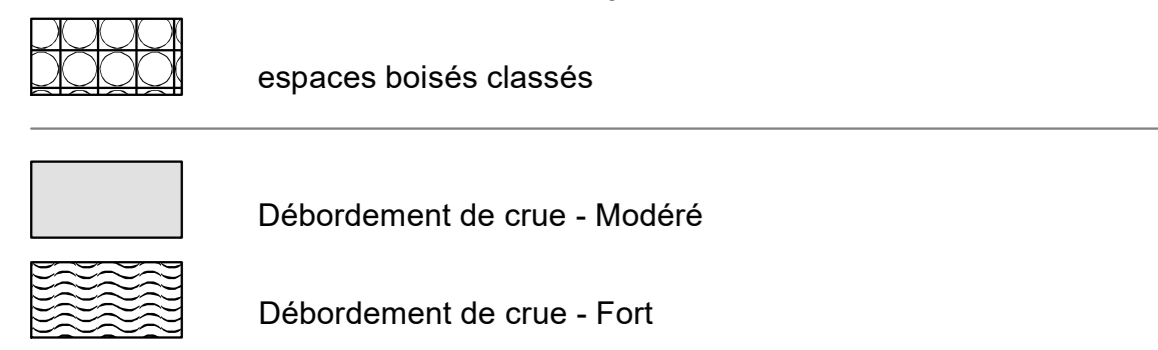 espaces boisés classés
Débordement de crue - Modéré
Débordement de crue - Fort